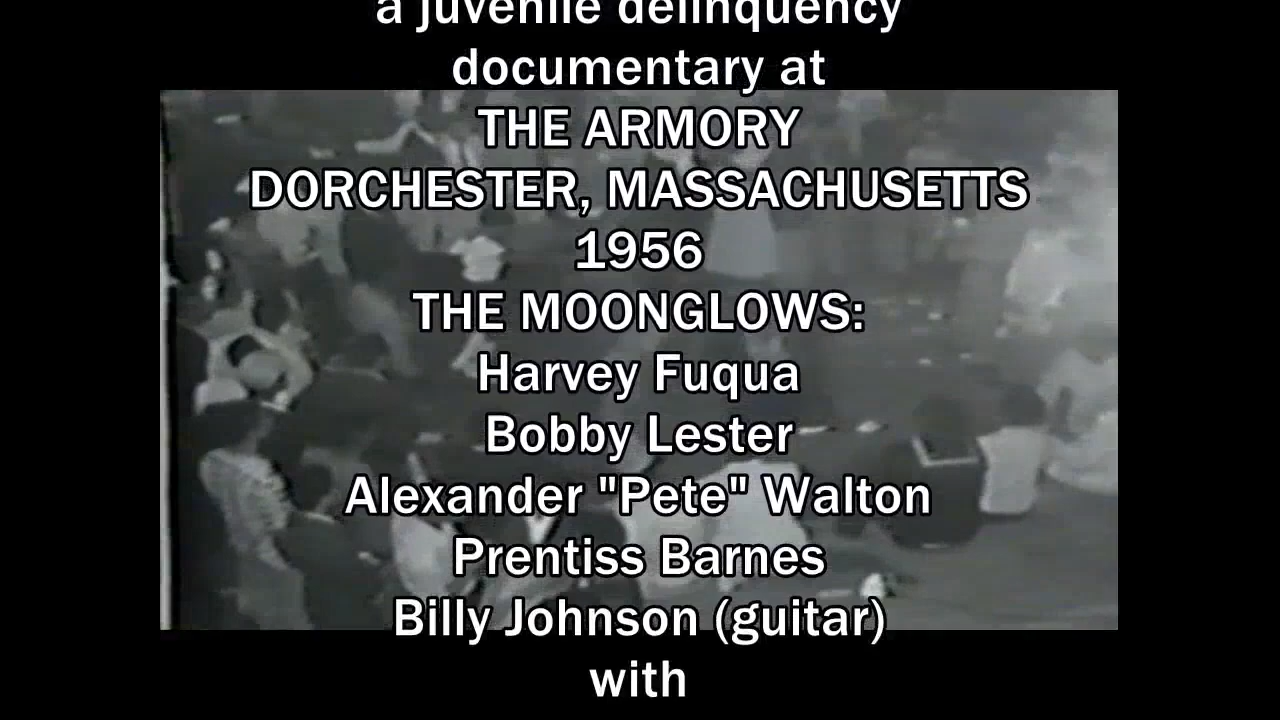 a juvenile delinquency
documentary at
THE ARMORY
DORCHESTER, MASSACHUSETTS
1956
THE MOONGLOWS:
Harvey Fuqua
Bobby Lester
Alexander "Pete" Walton
Prentiss Barnes
Billy Johnson (guitar)
with